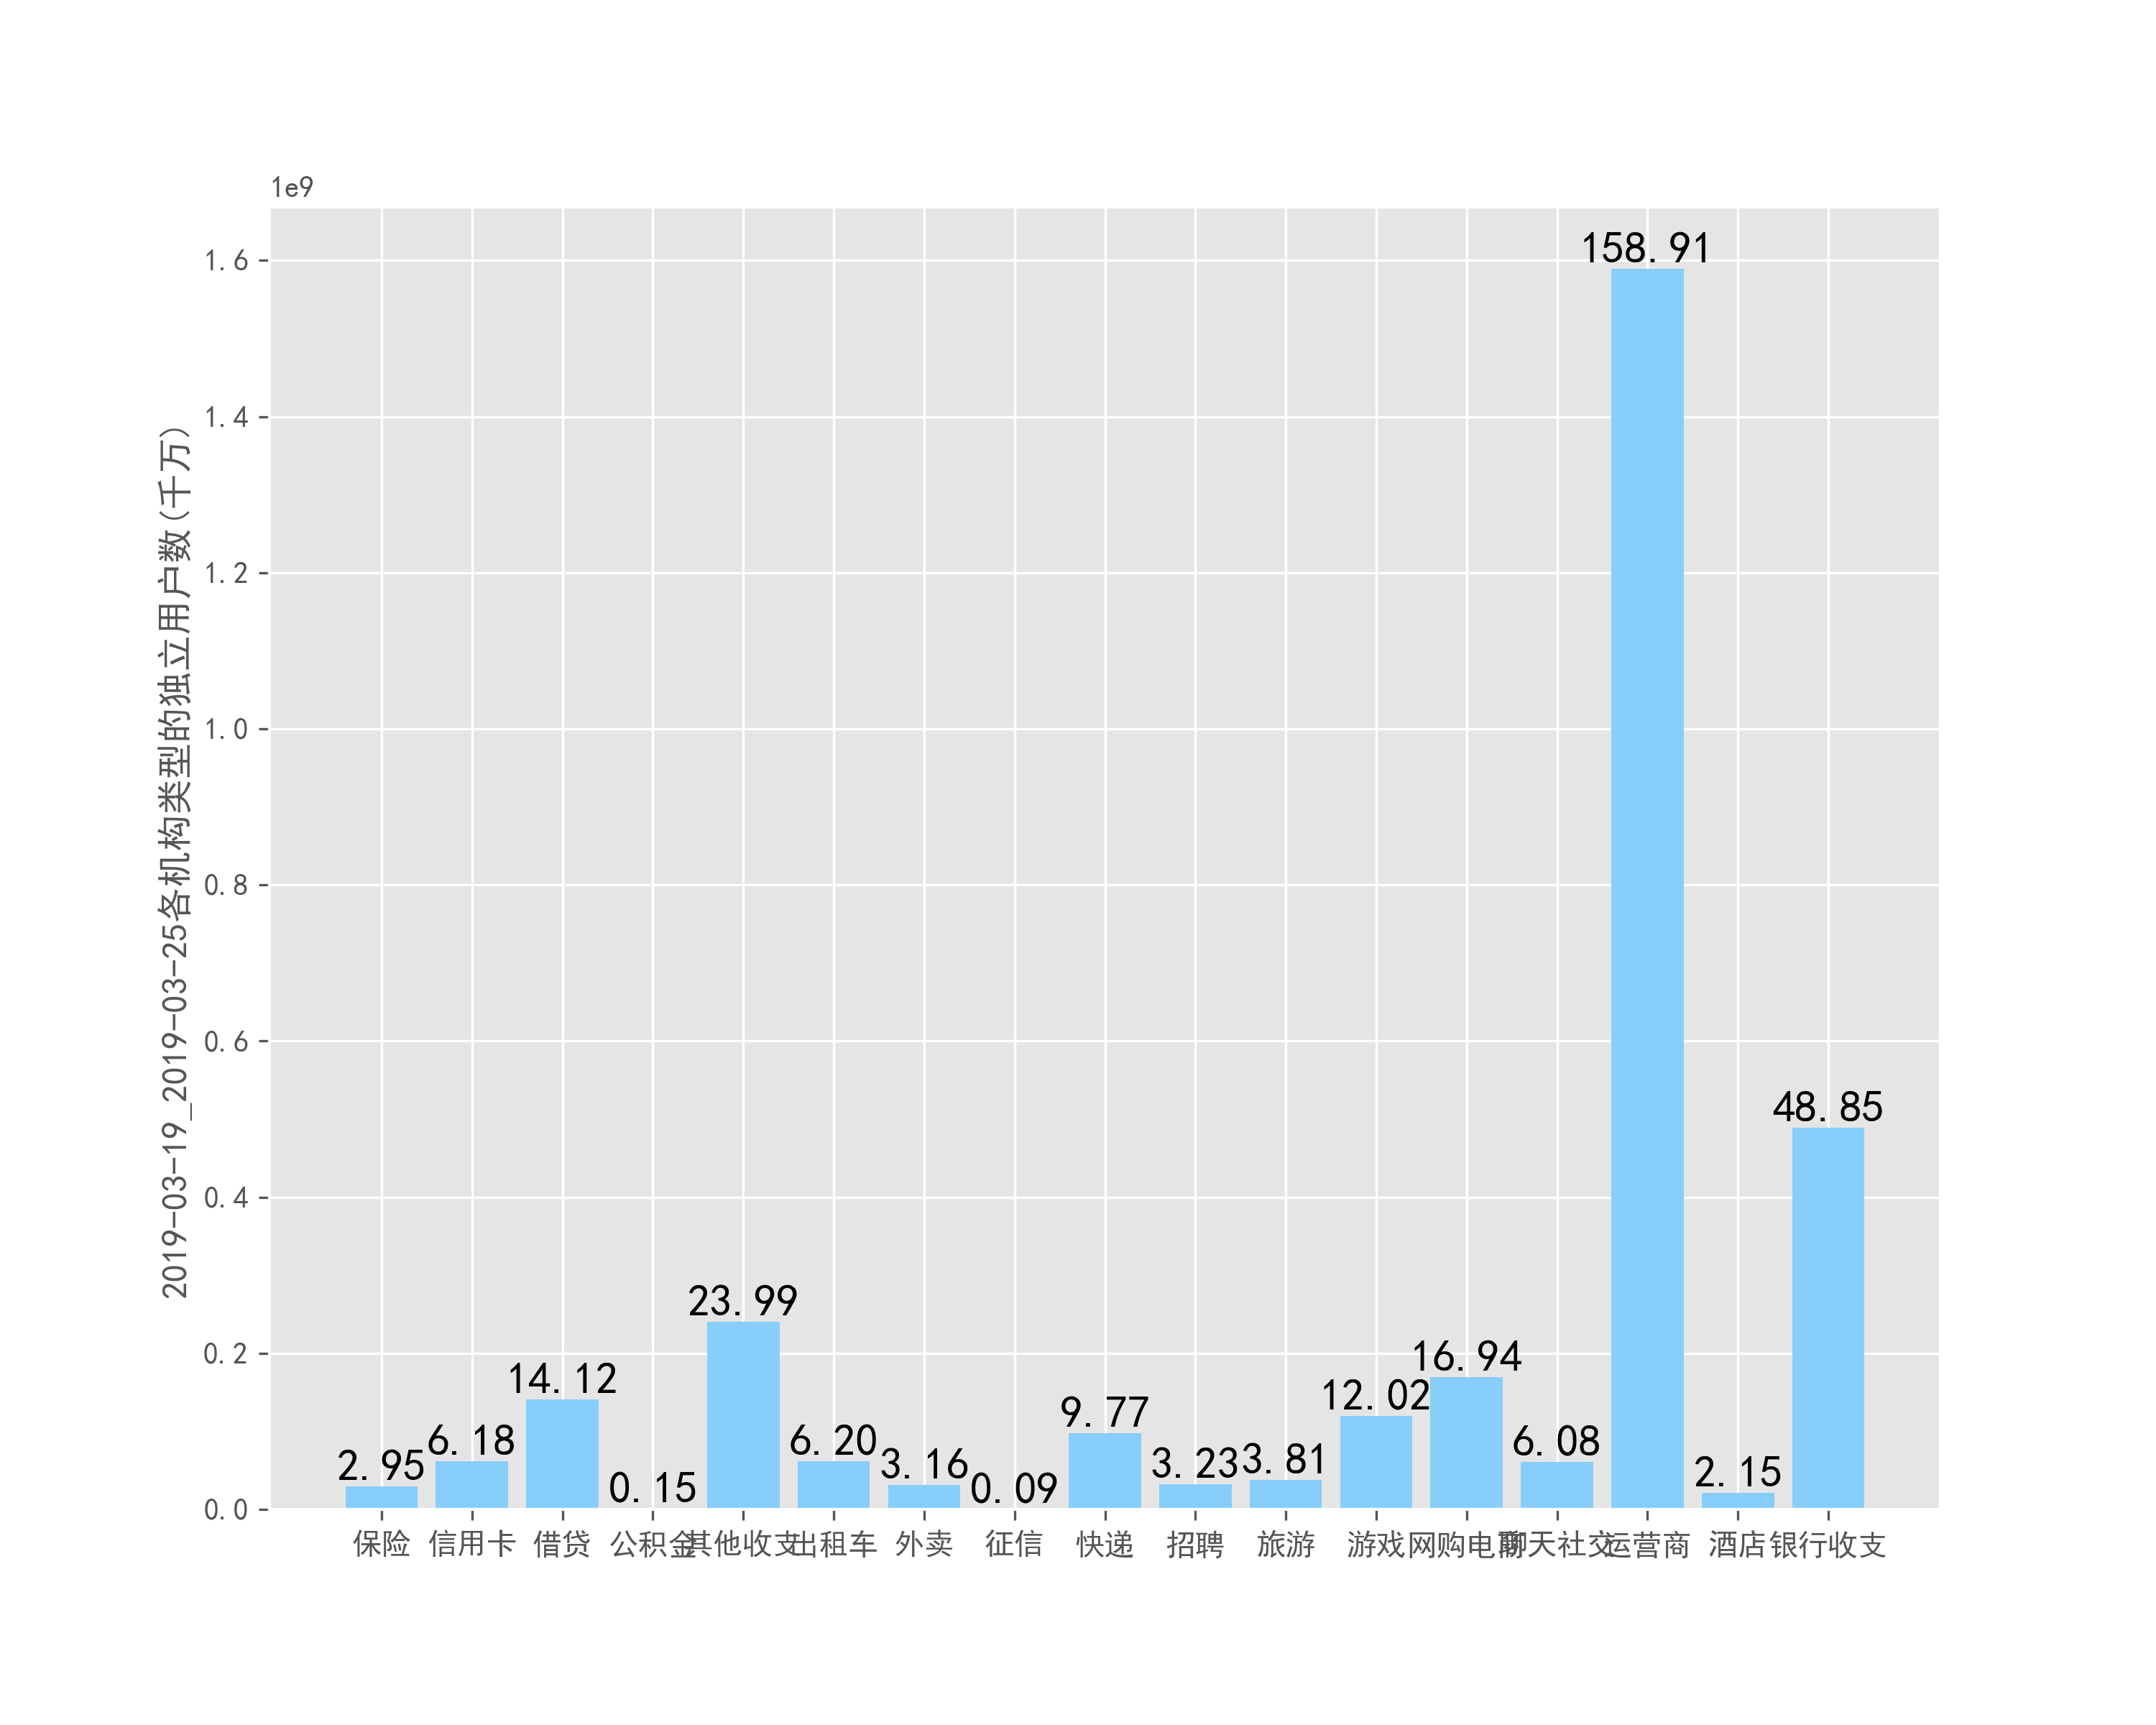 1e9
1.6
1.4
1.2
1.0
0.8
0.6
0.4
0.2
0.0
2019-03-19_2019-03-25各机构类型的独立用户数(千万)
2.95
6.18
14.12
0.15
23.99
6.20
3.16
0.09
9.77
3.23
3.81
12.02
16.94
6.08
158.91
2.15
48.85
保险
信用卡
借贷
公积金
其他收支
出租车
外卖
征信
快递
招聘
旅游
游戏
网购电商
聊天社交
运营商
酒店
银行收支